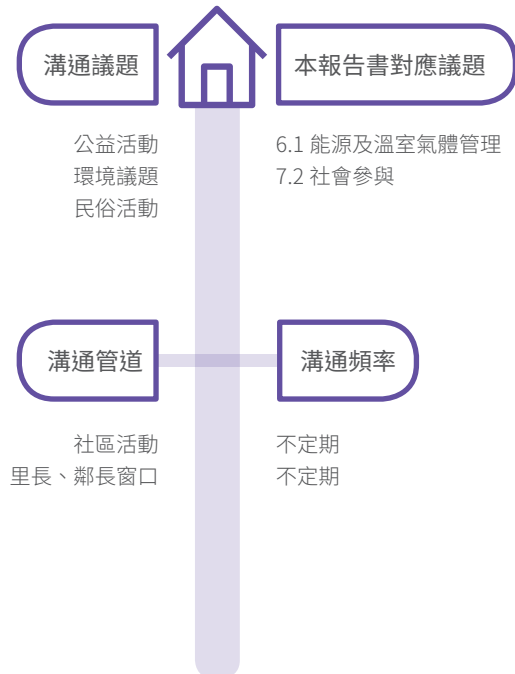 溝通議題
本報告書對應議題
公益活動
環境議題
民俗活動
6.1 能源及溫室氣體管理
7.2 社會參與
溝通管道
溝通頻率
社區活動
里長、鄰長窗口
不定期
不定期